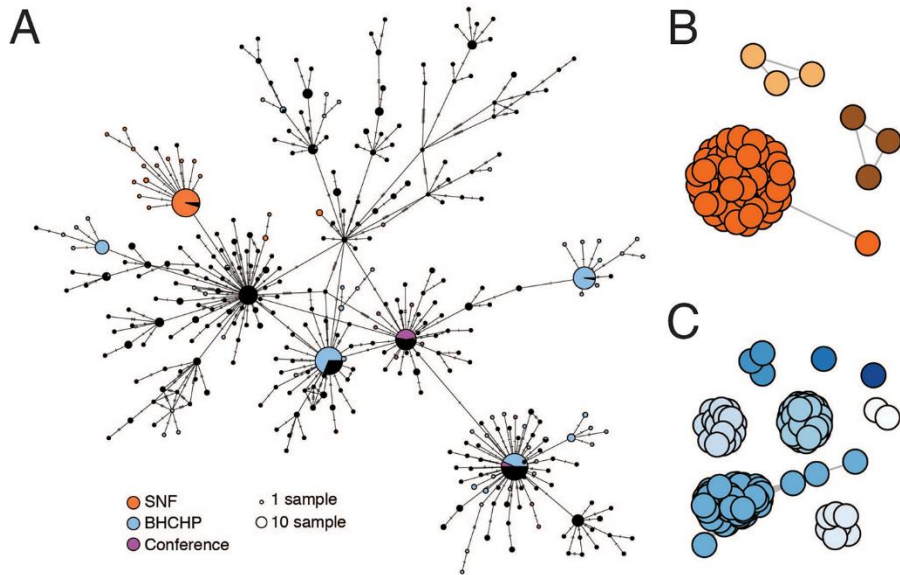 A
B
C
SNF
BHCHP
Conference
1 sample
10 sample